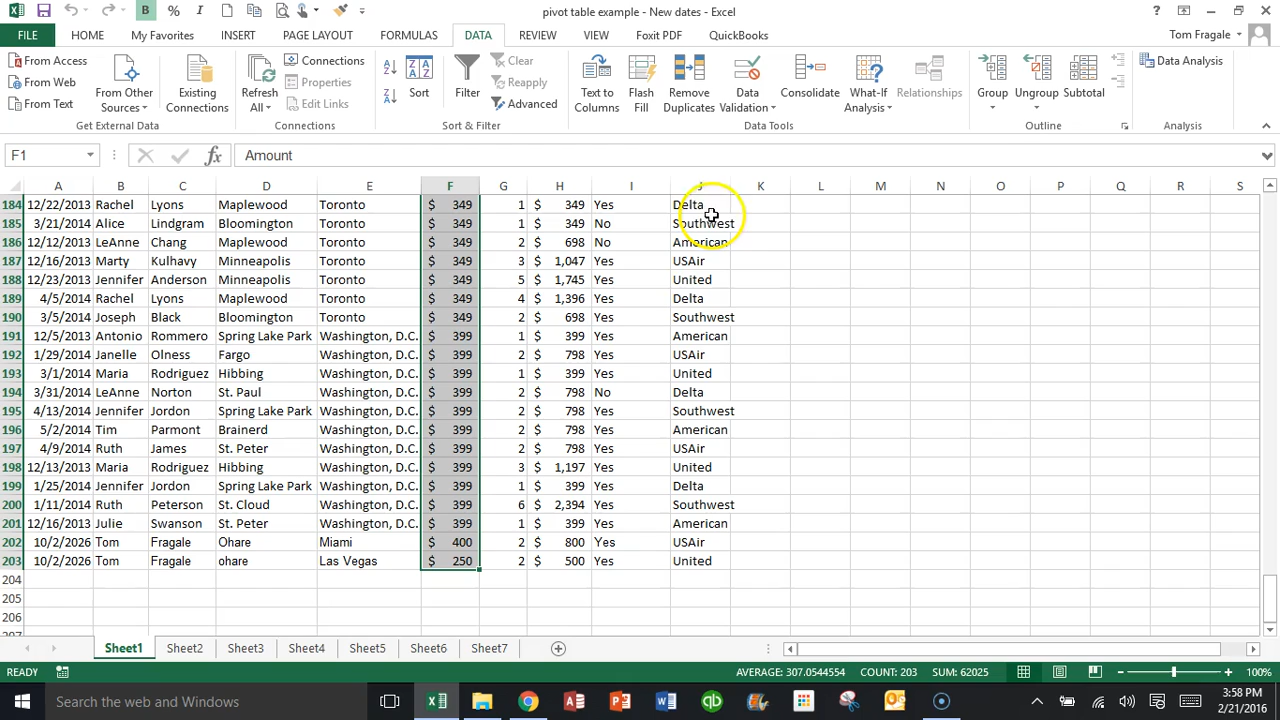 pivot table example - New dates - Excel
FILE HOME My Favorites INSERT PAGE LAYOUT FORMULAS DATA REVIEW VIEW Foxit PDF QuickBooks Tom Fragale
From Access
From Web
From Text
From Other Sources
Existing Connections
Get External Data
Refresh All
Connections
Properties
Edit Links
Connections
Sort
Filter
Clear
Reapply
Advanced
Sort & Filter
Text to Columns
Flash Fill
Remove Duplicates
Data Validation
Consolidate
What-If Analysis
Relationships
Data Tools
Group
Ungroup
Subtotal
Outline
Data Analysis
Analysis
F1 fx Amount
A B C D E F G H I J K L M N O P Q R S
184 12/22/2013 Rachel Lyons Maplewood Toronto $ 349 1 $ 349 Yes Delta
185 3/21/2014 Alice Lindgram Bloomington Toronto $ 349 1 $ 349 No Southwest
186 12/12/2013 LeAnne Chang Maplewood Toronto $ 349 2 $ 698 No American
187 12/16/2013 Marty Kulhavy Minneapolis Toronto $ 349 3 $ 1,047 Yes USAir
188 12/23/2013 Jennifer Anderson Minneapolis Toronto $ 349 5 $ 1,745 Yes United
189 4/5/2014 Rachel Lyons Maplewood Toronto $ 349 4 $ 1,396 Yes Delta
190 3/5/2014 Joseph Black Bloomington Toronto $ 349 2 $ 698 Yes Southwest
191 12/5/2013 Antonio Rommero Spring Lake Park Washington, D.C. $ 399 1 $ 399 Yes American
192 1/29/2014 Janelle Olness Fargo Washington, D.C. $ 399 2 $ 798 Yes USAir
193 3/1/2014 Maria Rodriguez Hibbing Washington, D.C. $ 399 2 $ 798 Yes United
194 3/31/2014 LeAnne Norton St. Paul Washington, D.C. $ 399 2 $ 798 No Delta
195 4/13/2014 Jennifer Jordon Spring Lake Park Washington, D.C. $ 399 2 $ 798 Yes Southwest
196 5/2/2014 Tim Parmont Brainerd Washington, D.C. $ 399 2 $ 798 Yes American
197 4/9/2014 Ruth James St. Peter Washington, D.C. $ 399 2 $ 798 Yes USAir
198 12/13/2013 Maria Rodriguez Hibbing Washington, D.C. $ 399 3 $ 1,197 Yes United
199 1/25/2014 Jennifer Jordon Spring Lake Park Washington, D.C. $ 399 1 $ 399 Yes Delta
200 1/11/2014 Ruth Peterson St. Cloud Washington, D.C. $ 399 6 $ 2,394 Yes Southwest
201 12/16/2013 Julie Swanson St. Peter Washington, D.C. $ 399 1 $ 399 Yes American
202 10/2/2026 Tom Fragale Ohare Miami $ 400 2 $ 800 Yes USAir
203 10/2/2026 Tom Fragale ohare Las Vegas $ 250 2 $ 500 Yes United
204
205
206
Sheet1 Sheet2 Sheet3 Sheet4 Sheet5 Sheet6 Sheet7
READY AVERAGE: 307.0544554 COUNT: 203 SUM: 62025 100%
Search the web and Windows
3:58 PM
2/21/2016